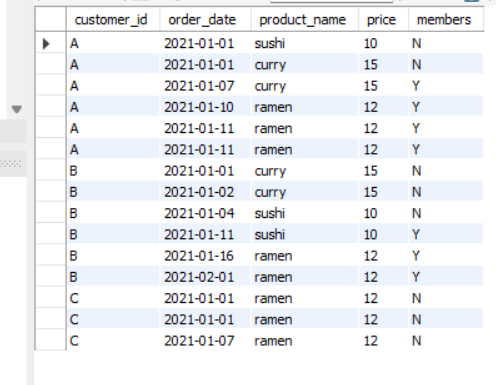 customer_id order_date product_name price members
A 2021-01-01 sushi 10 N
A 2021-01-01 curry 15 N
A 2021-01-07 curry 15 Y
A 2021-01-10 ramen 12 Y
A 2021-01-11 ramen 12 Y
A 2021-01-11 ramen 12 Y
B 2021-01-01 curry 15 N
B 2021-01-02 curry 15 N
B 2021-01-04 sushi 10 N
B 2021-01-11 sushi 10 Y
B 2021-01-16 ramen 12 Y
B 2021-02-01 ramen 12 Y
C 2021-01-01 ramen 12 N
C 2021-01-01 ramen 12 N
C 2021-01-07 ramen 12 N